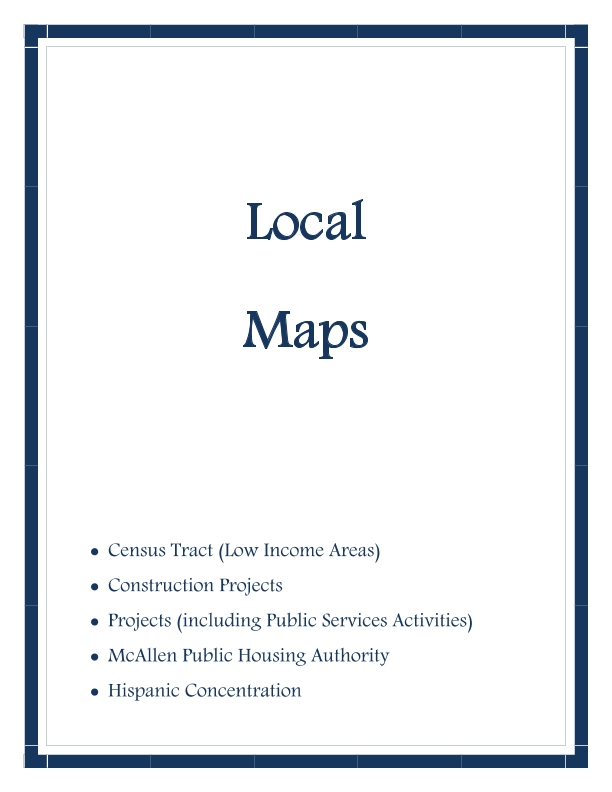 Local
Maps
• Census Tract (Low Income Areas)
• Construction Projects
• Projects (including Public Services Activities)
• McAllen Public Housing Authority
• Hispanic Concentration